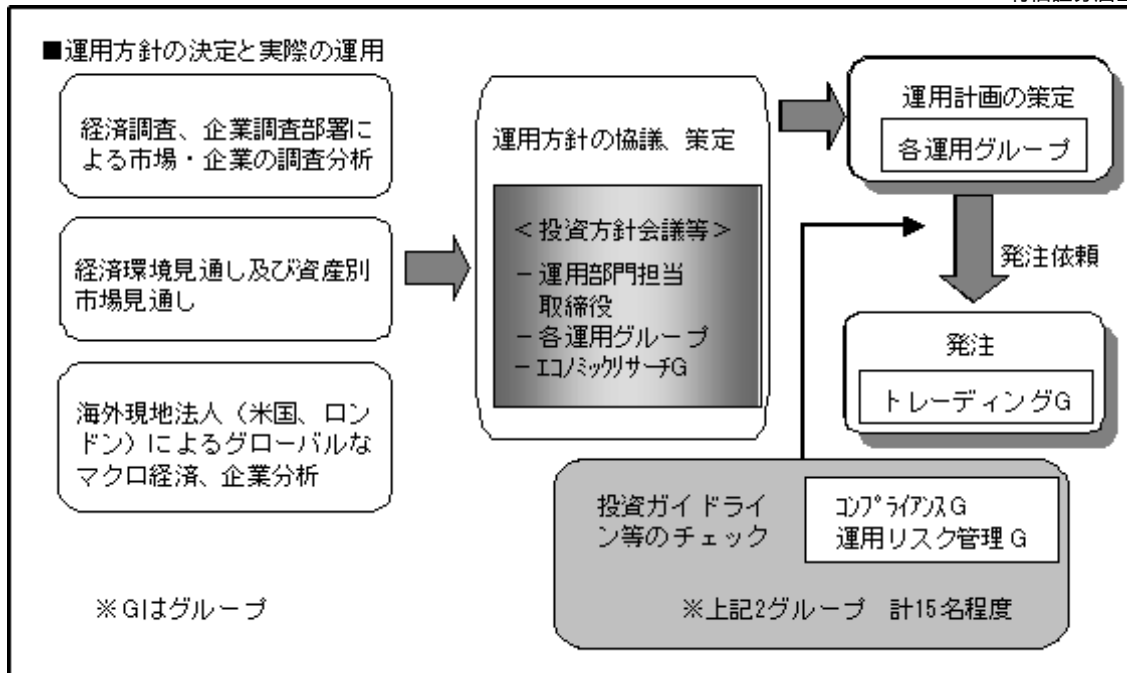 ■運用方針の決定と実際の運用
経済調査、企業調査部署に
よる市場・企業の調査分析
経済環境見通し及び資産別
市場見通し
海外現地法人（米国、ロン
ドン）によるグローバルな
マクロ経済、企業分析
※Gはグループ
運用方針の協議、策定
＜投資方針会議等＞
－運用部門担当
取締役
－各運用グループ
－ｴｺﾉﾐｯｸﾘｻｰﾁG
運用計画の策定
各運用グループ
発注依頼
発注
トレーディングG
投資ガイドライ
ン等のチェック
ｺﾝﾌﾟﾗｲｱﾝｽG
運用リスク管理G
※上記2グループ 計15名程度